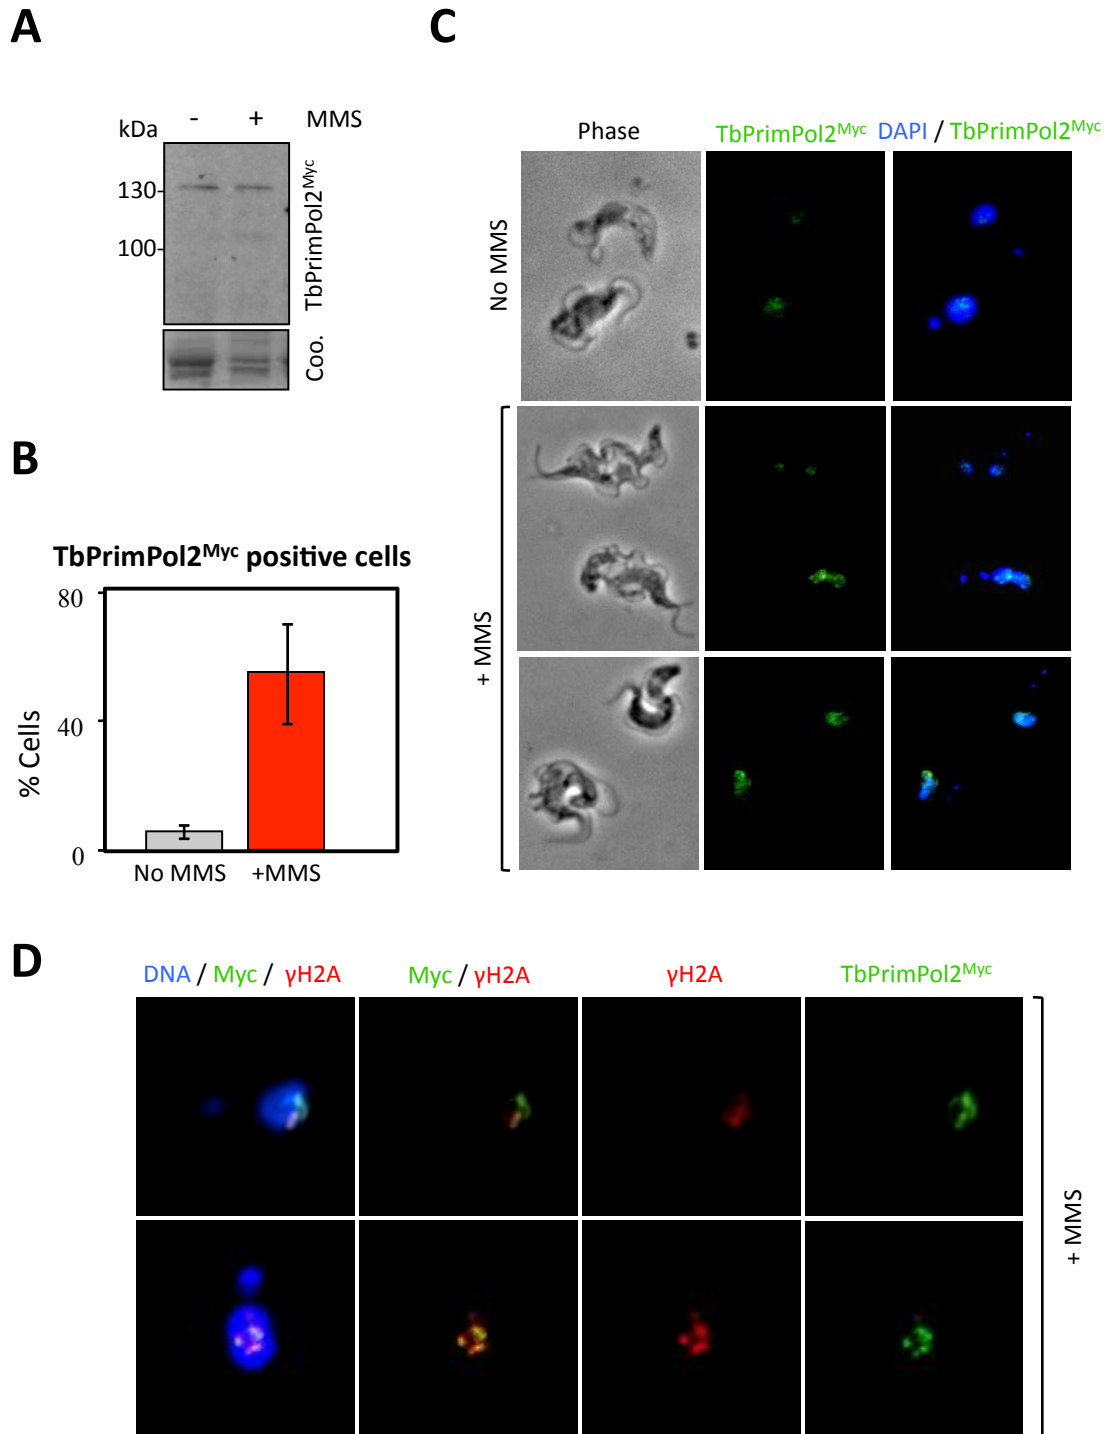 A
- + MMS
kDa
130
100
TbPrimPol2Myc
Coo.
B
TbPrimPol2Myc positive cells
80
40
0
% Cells
No MMS +MMS
C
Phase TbPrimPol2Myc DAPI / TbPrimPol2Myc
No MMS
+ MMS
D
DNA / Myc / γH2A Myc / γH2A γH2A TbPrimPol2Myc
+ MMS